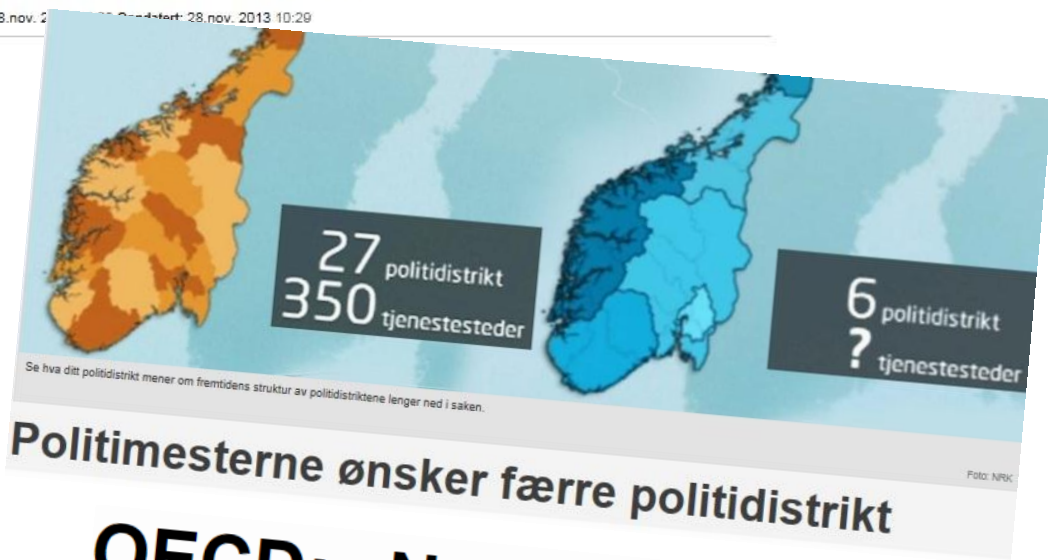 28.nov. 2013 10:29
27 politidistrikt
350 tjenestesteder
6 politidistrikt
? tjenestesteder
Se hva ditt politidistrikt mener om fremtidens struktur av politidistriktene lenger ned i saken.
Foto: NRK
Politimesterne ønsker færre politidistrikt